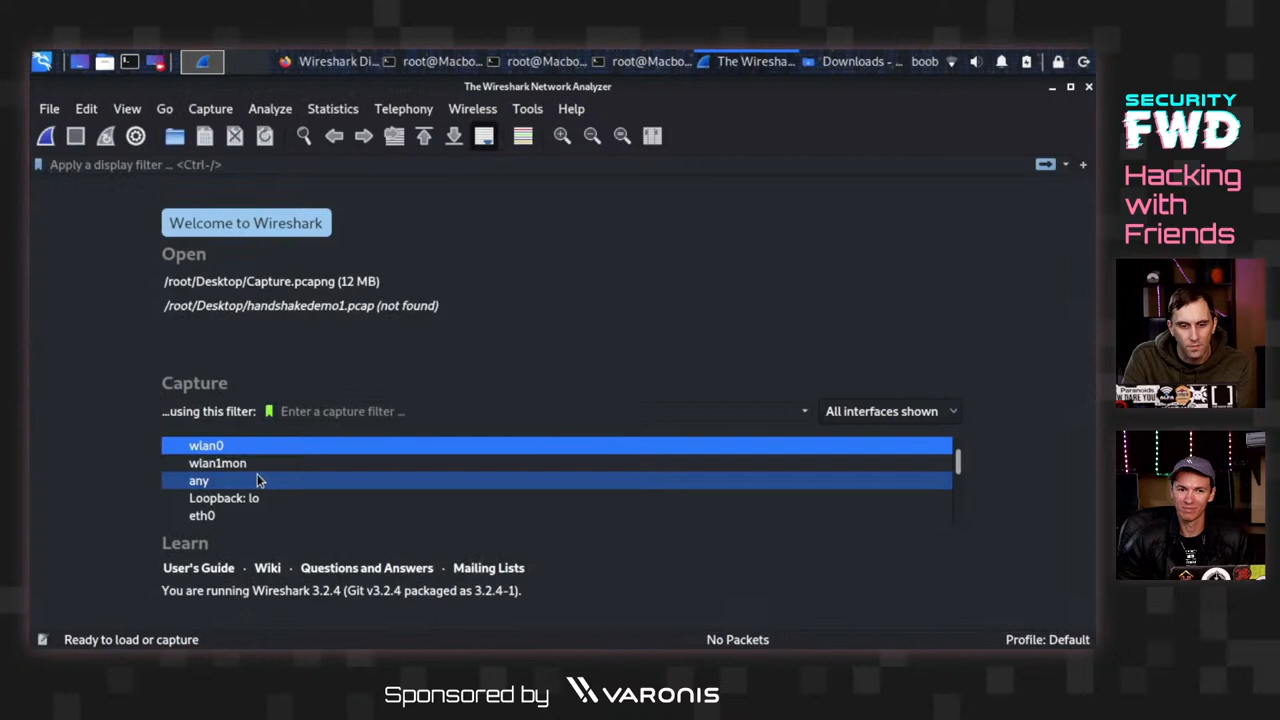 Wireshark Di...
root@Macbo...
root@Macbo...
root@Macbo...
The Wiresha...
Downloads - ...
boob
The Wireshark Network Analyzer
File Edit View Go Capture Analyze Statistics Telephony Wireless Tools Help
Apply a display filter ... <Ctrl-/>
Welcome to Wireshark
Open
/root/Desktop/Capture.pcapng (12 MB)
/root/Desktop/handshakedemo1.pcap (not found)
Capture
...using this filter: Enter a capture filter ... All interfaces shown
wlan0
wlan1mon
any
Loopback: lo
eth0
Learn
User's Guide · Wiki · Questions and Answers · Mailing Lists
You are running Wireshark 3.2.4 (Git v3.2.4 packaged as 3.2.4-1).
Ready to load or capture No Packets Profile: Default
SECURITY
FWD
Hacking
with
Friends
Paranoids
W DARE YOU
Sponsored by VARONIS